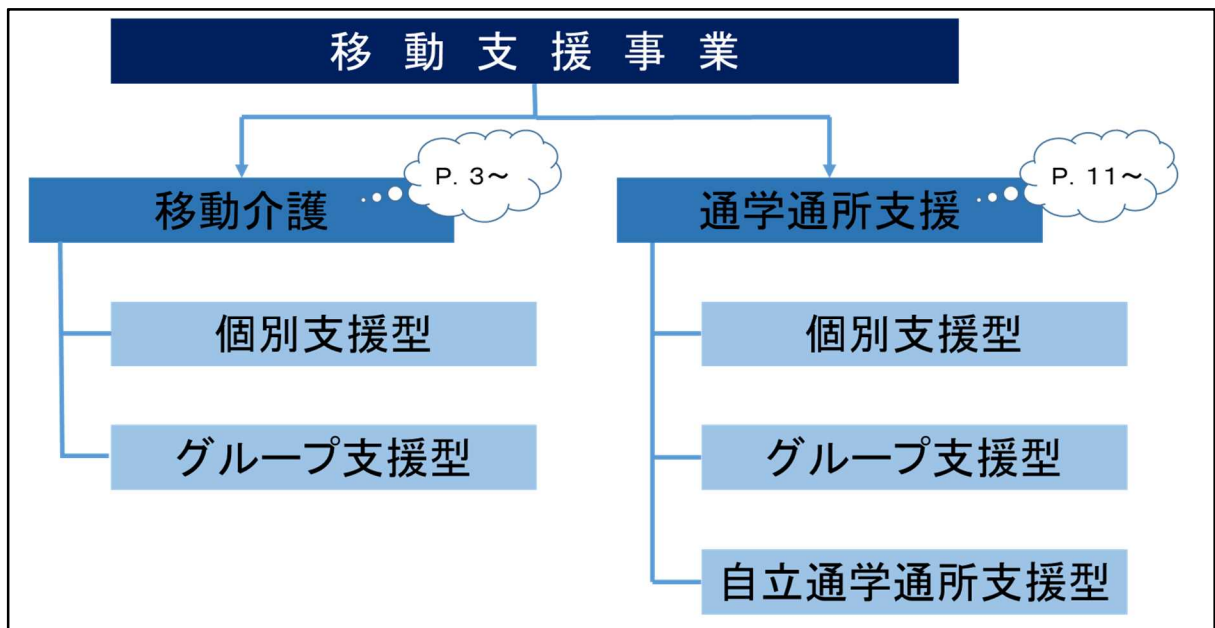 移動支援事業
P. 3～
移動介護
個別支援型
グループ支援型
P. 11～
通学通所支援
個別支援型
グループ支援型
自立通学通所支援型